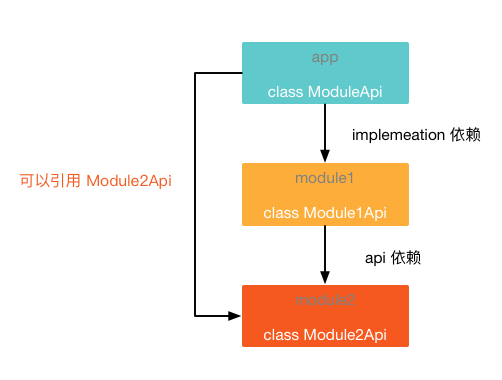 app
class ModuleApi
implemeation 依赖
可以引用 Module2Api
module1
class Module1Api
api 依赖
module2
class Module2Api